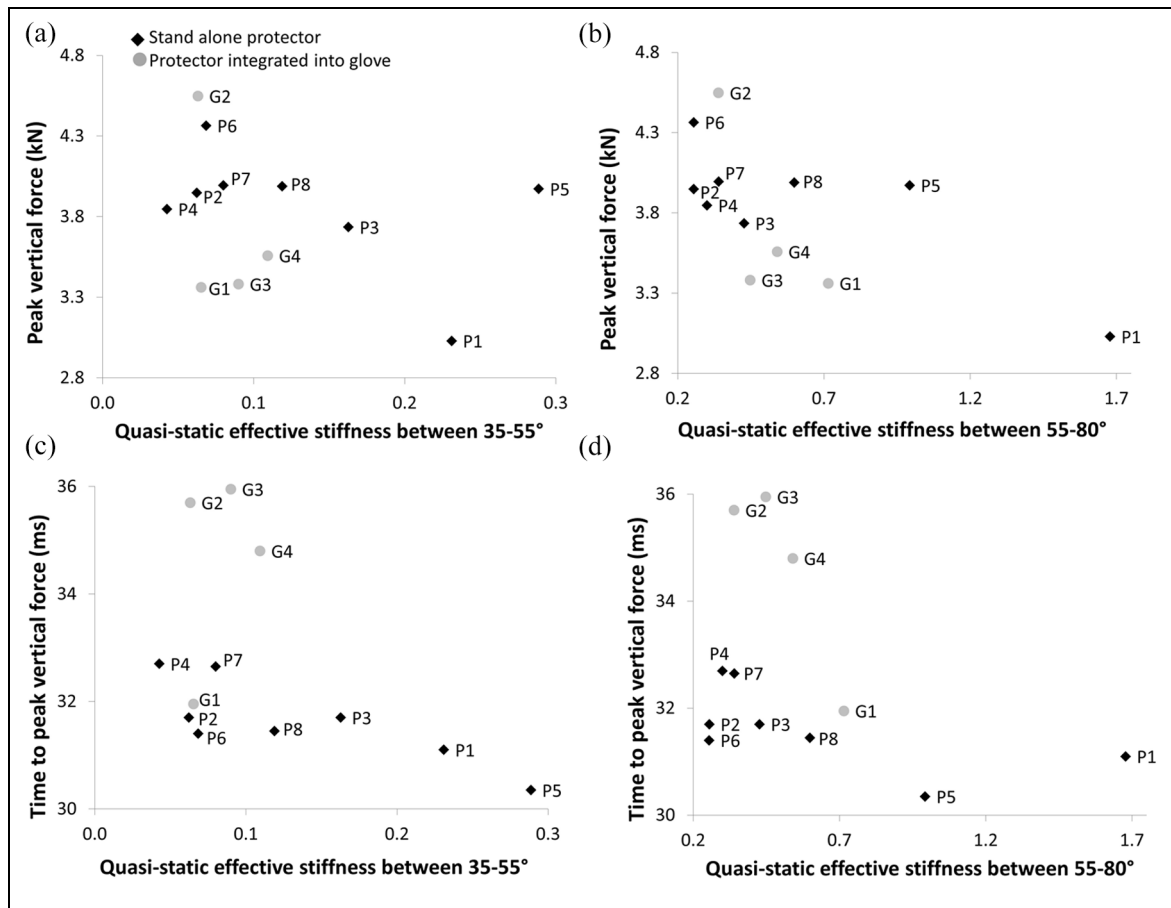 (a)
◆ Stand alone protector
● Protector integrated into glove
4.8
4.3
3.8
3.3
2.8
Peak vertical force (kN)
G2
P6
P7
P8
P2
P4
P5
P3
G4
G1
G3
P1
0.0
0.1
0.2
0.3
Quasi-static effective stiffness between 35-55°
(b)
4.8
4.3
3.8
3.3
2.8
Peak vertical force (kN)
G2
P6
P7
P8
P5
P2
P4
P3
G4
G3
G1
P1
0.2
0.7
1.2
1.7
Quasi-static effective stiffness between 55-80°
(c)
36
34
32
30
Time to peak vertical force (ms)
G3
G2
G4
P4
P7
G1
P2
P3
P6
P8
P1
P5
0.0
0.1
0.2
0.3
Quasi-static effective stiffness between 35-55°
(d)
36
34
32
30
Time to peak vertical force (ms)
G3
G2
G4
P4
P7
G1
P2
P3
P6
P8
P1
P5
0.2
0.7
1.2
1.7
Quasi-static effective stiffness between 55-80°